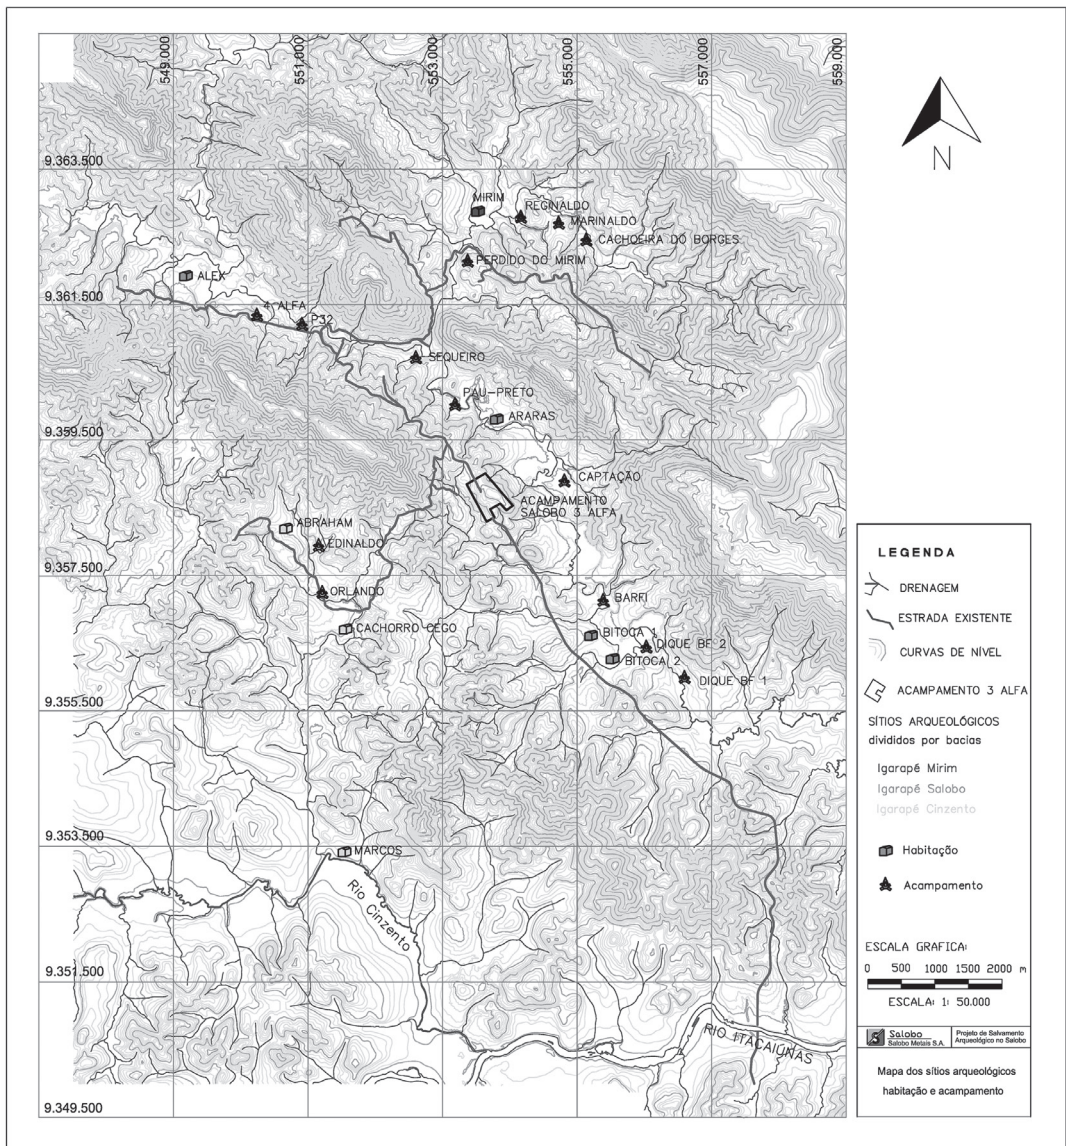 549.000
551.000
553.000
555.000
557.000
559.000
9.363.500
MIRIM
REGINALDO
MARINALDO
CACHOEIRA DO BORGES
PERDIDO DO MIRIM
ALEX
9.361.500
4 ALFA
P32
SEQUEIRO
PAU-PRETO
ARARAS
9.359.500
CAPTAÇÃO
ACAMPAMENTO
SALOBO 3 ALFA
ABRAHAM
EDINALDO
9.357.500
ORLANDO
BARFI
CACHORRO CEGO
BITOCA 1
DIQUE BF 2
BITOCA 2
DIQUE BF 1
9.355.500
9.353.500
MARCOS
Rio Cinzento
9.351.500
RIO ITACAIÚNAS
9.349.500
N
LEGENDA
DRENAGEM
ESTRADA EXISTENTE
CURVAS DE NÍVEL
ACAMPAMENTO 3 ALFA
SÍTIOS ARQUEOLÓGICOS
divididos por bacias
Igarapé Mirim
Igarapé Salobo
Igarapé Cinzento
Habitação
Acampamento
ESCALA GRAFICA:
0 500 1000 1500 2000 m
ESCALA: 1: 50.000
Salobo
Salobo Metais S.A.
Projeto de Salvamento
Arqueológico no Salobo
Mapa dos sítios arqueológicos
habitação e acampamento